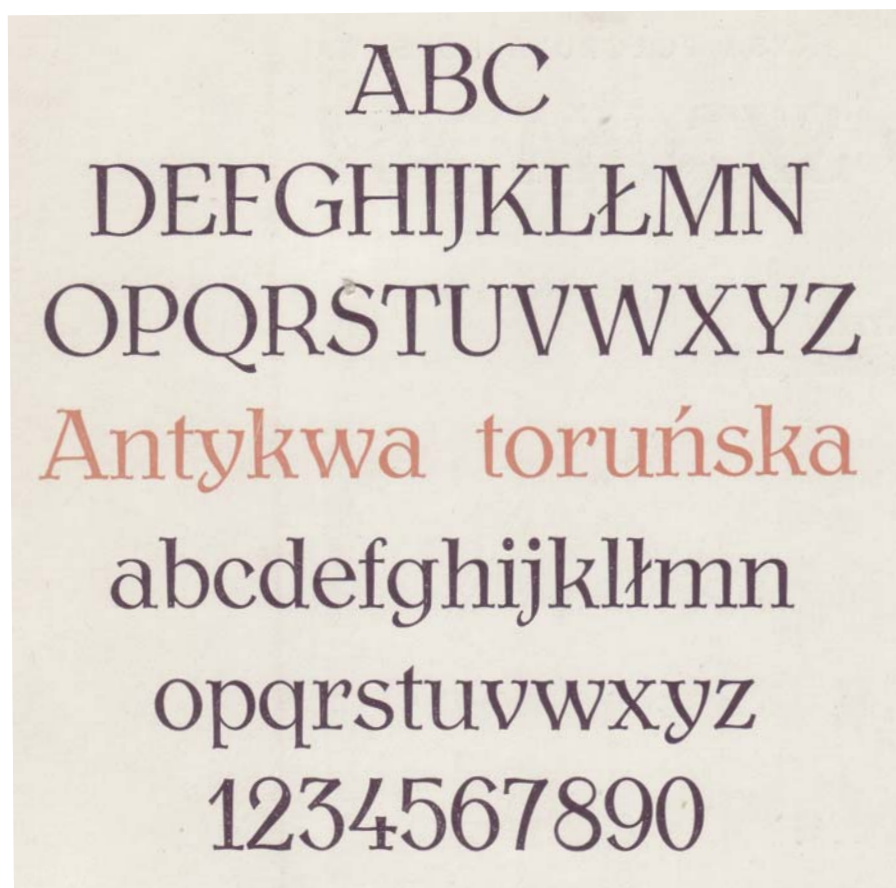 ABC
DEFGHIJKLŁMN
OPQRSTUVWXYZ
Antykwa toruńska
abcdefghijklłmn
opqrstuvwxyz
1234567890